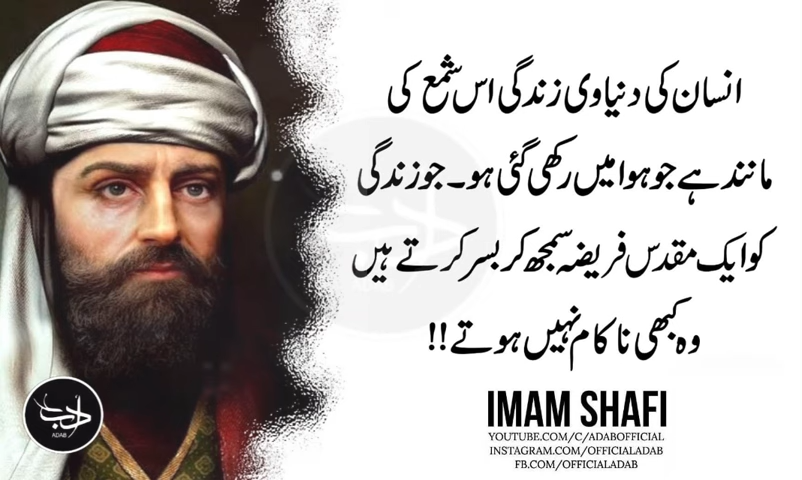 انسان کی دنیاوی زندگی اس شمع کی
مانند ہے جو ہوا میں رکھی گئی ہو۔ جو زندگی
کو ایک مقدس فریضہ سمجھ کر بسر کرتے ہیں
وہ کبھی ناکام نہیں ہوتے!!
IMAM SHAFI
YOUTUBE.COM/C/ADABOFFICIAL
INSTAGRAM.COM/OFFICIALADAB
FB.COM/OFFICIALADAB
ادب
ADAB